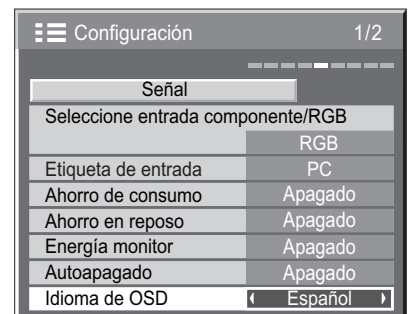 Configuración 1/2
Señal
Seleccione entrada componente/RGB
RGB
Etiqueta de entrada PC
Ahorro de consumo Apagado
Ahorro en reposo Apagado
Energía monitor Apagado
Autoapagado Apagado
Idioma de OSD Español